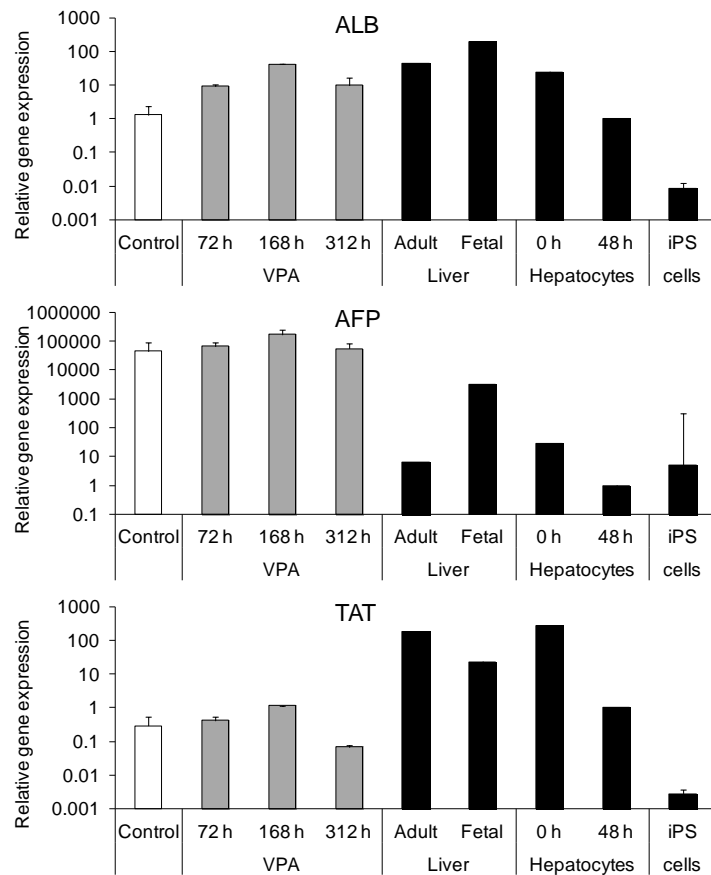 ALB
Relative gene expression
1000
100
10
1
0.1
0.01
0.001
Control 72 h 168 h 312 h Adult Fetal 0 h 48 h iPS
VPA Liver Hepatocytes cells
AFP
Relative gene expression
1000000
100000
10000
1000
100
10
1
0.1
Control 72 h 168 h 312 h Adult Fetal 0 h 48 h iPS
VPA Liver Hepatocytes cells
TAT
Relative gene expression
1000
100
10
1
0.1
0.01
0.001
Control 72 h 168 h 312 h Adult Fetal 0 h 48 h iPS
VPA Liver Hepatocytes cells